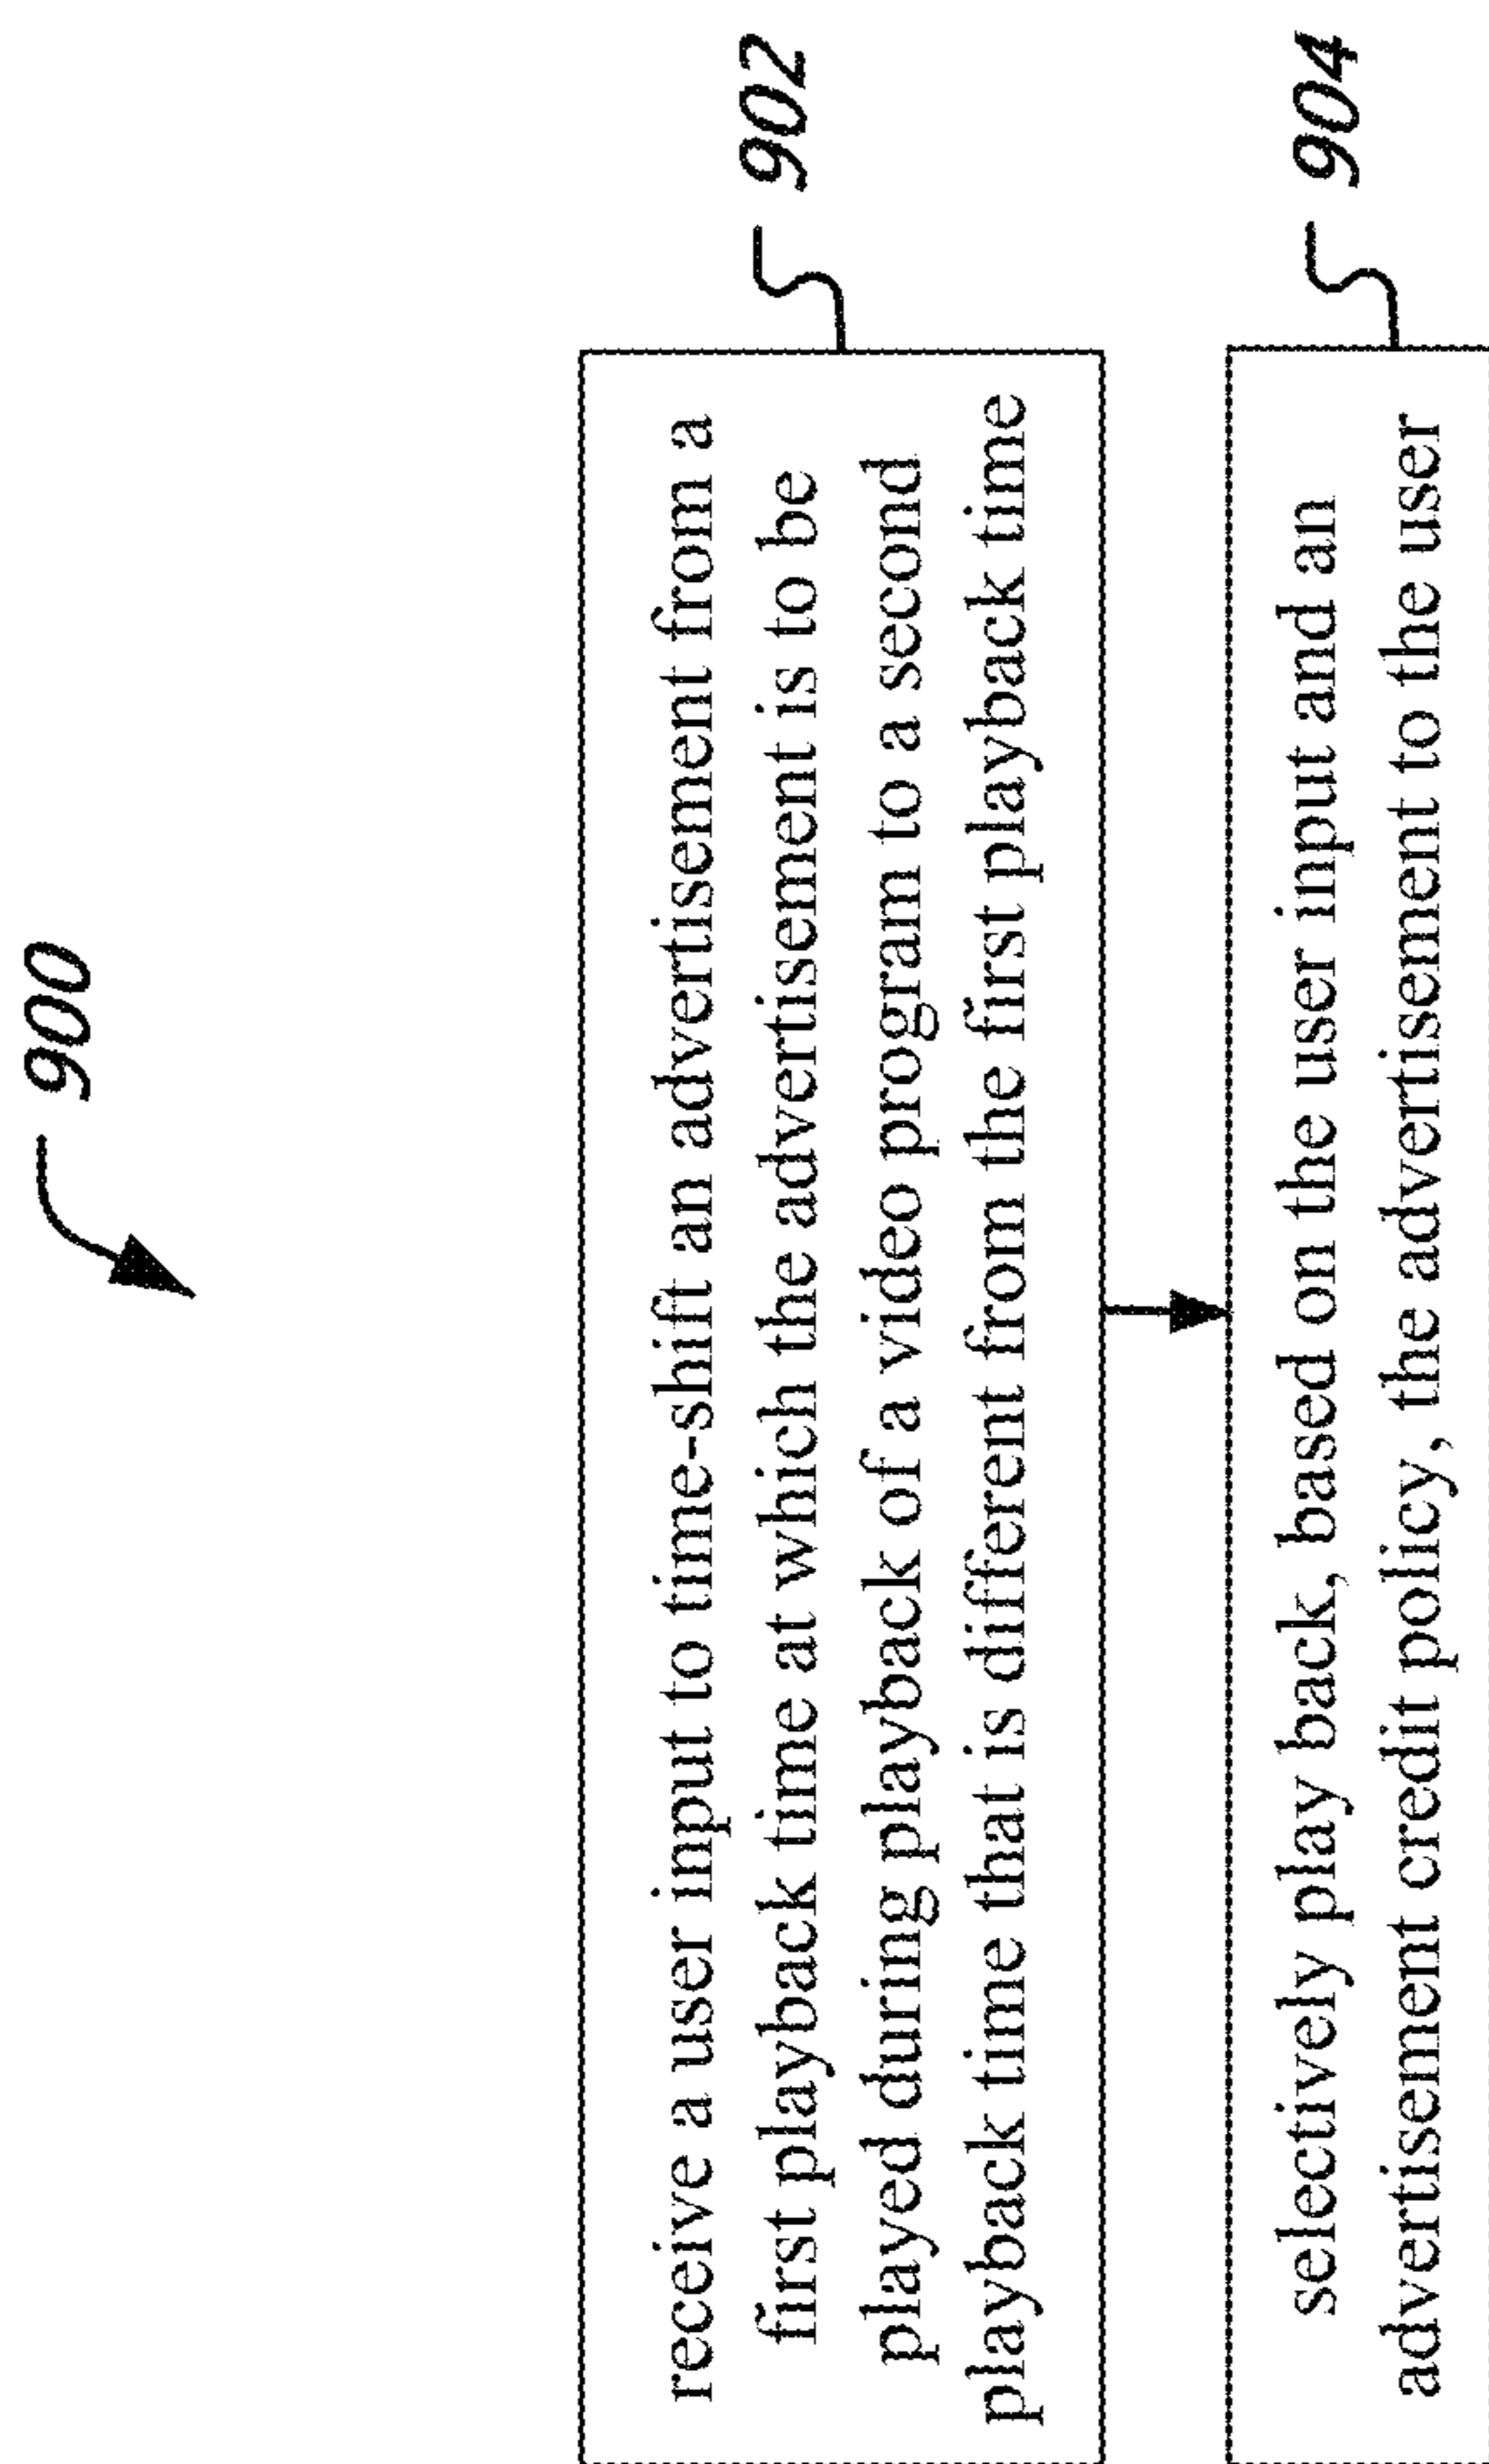 900
receive a user input to time-shift an advertisement from a
first playback time at which the advertisement is to be
played during playback of a video program to a second
playback time that is different from the first playback time
902
selectively play back, based on the user input and an
advertisement credit policy, the advertisement to the user
904